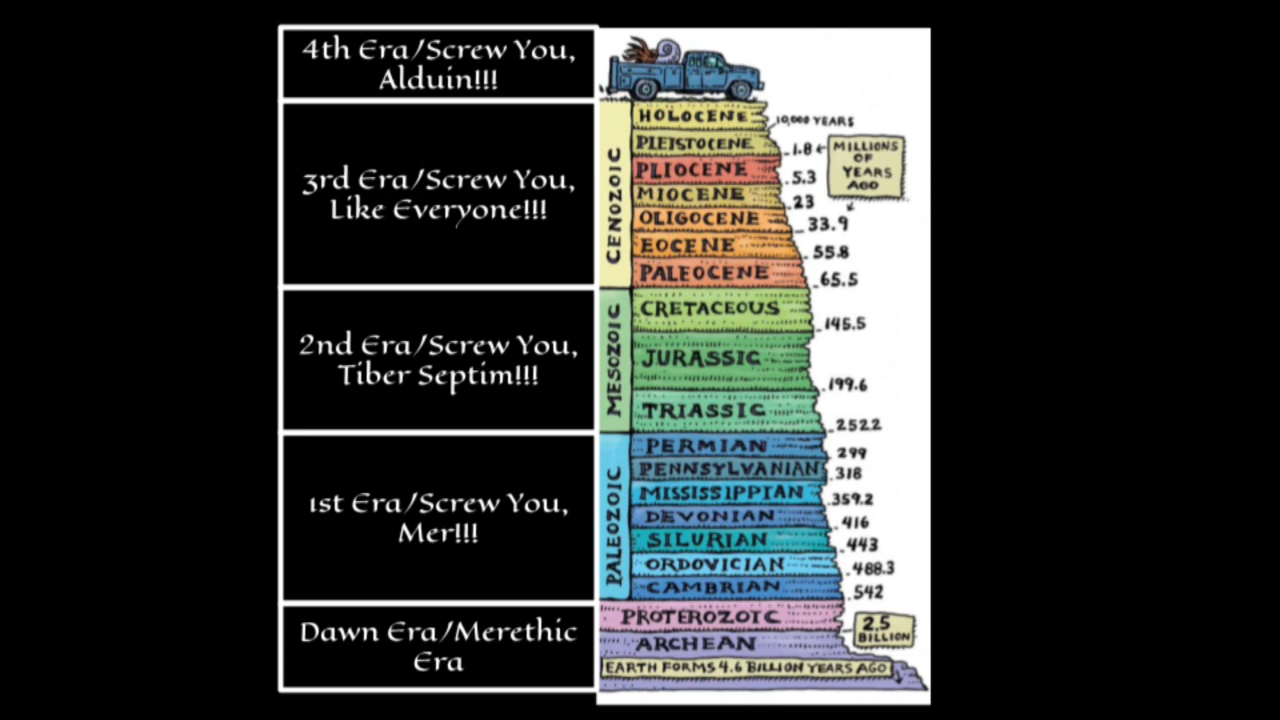 4th Era/Screw You,
Alduin!!!
3rd Era/Screw You,
Like Everyone!!!
2nd Era/Screw You,
Tiber Septim!!!
1st Era/Screw You,
Mer!!!
Dawn Era/Merethic
Era
CENOZOIC
HOLOCENE
10,000 YEARS
PLEISTOCENE
1.8
MILLIONS
OF
YEARS
AGO
PLIOCENE
5.3
MIOCENE
23
OLIGOCENE
33.9
EOCENE
55.8
PALEOCENE
65.5
MESOZOIC
CRETACEOUS
145.5
JURASSIC
199.6
TRIASSIC
252.2
PALEOZOIC
PERMIAN
299
PENNSYLVANIAN
318
MISSISSIPPIAN
359.2
DEVONIAN
416
SILURIAN
443
ORDOVICIAN
488.3
CAMBRIAN
542
PROTEROZOIC
2.5
BILLION
ARCHEAN
EARTH FORMS 4.6 BILLION YEARS AGO